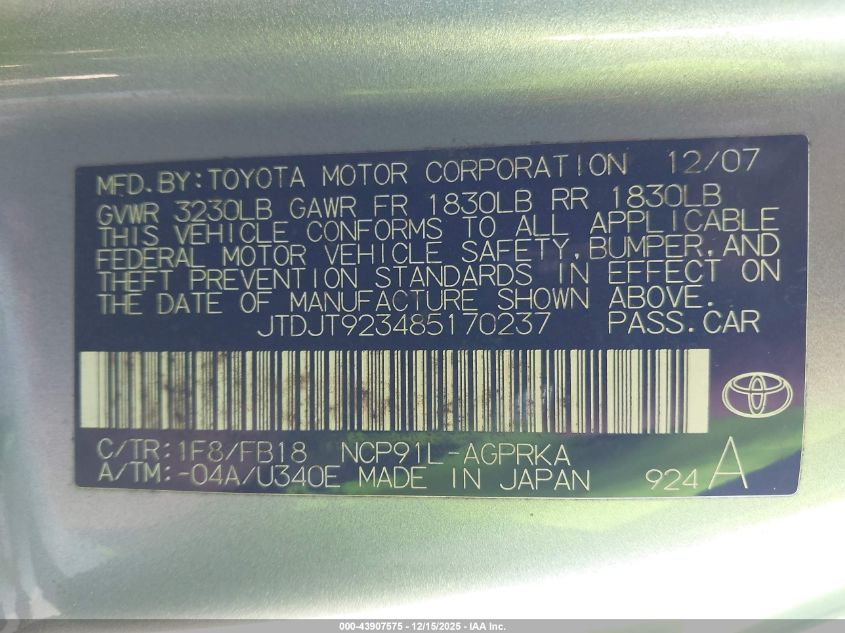 MFD. BY: TOYOTA MOTOR CORPORATION 12/07
GVWR 3230LB GAWR FR 1830LB RR 1830LB
THIS VEHICLE CONFORMS TO ALL APPLICABLE
FEDERAL MOTOR VEHICLE SAFETY, BUMPER, AND
THEFT PREVENTION STANDARDS IN EFFECT ON
THE DATE OF MANUFACTURE SHOWN ABOVE.
JTDJT923485170237 PASS. CAR
C/TR: 1F8/FB18 NCP91L-AGPRKA
A/TM: -04A/U340E MADE IN JAPAN 924 A
000-43907575 - 12/15/2025 - IAA Inc.